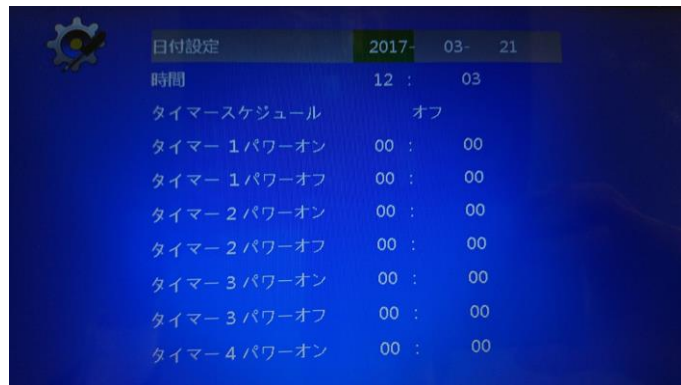 日付設定 2017- 03- 21
時間 12 : 03
タイマースケジュール オフ
タイマー 1 パワーオン 00 : 00
タイマー 1 パワーオフ 00 : 00
タイマー 2 パワーオン 00 : 00
タイマー 2 パワーオフ 00 : 00
タイマー 3 パワーオン 00 : 00
タイマー 3 パワーオフ 00 : 00
タイマー 4 パワーオン 00 : 00